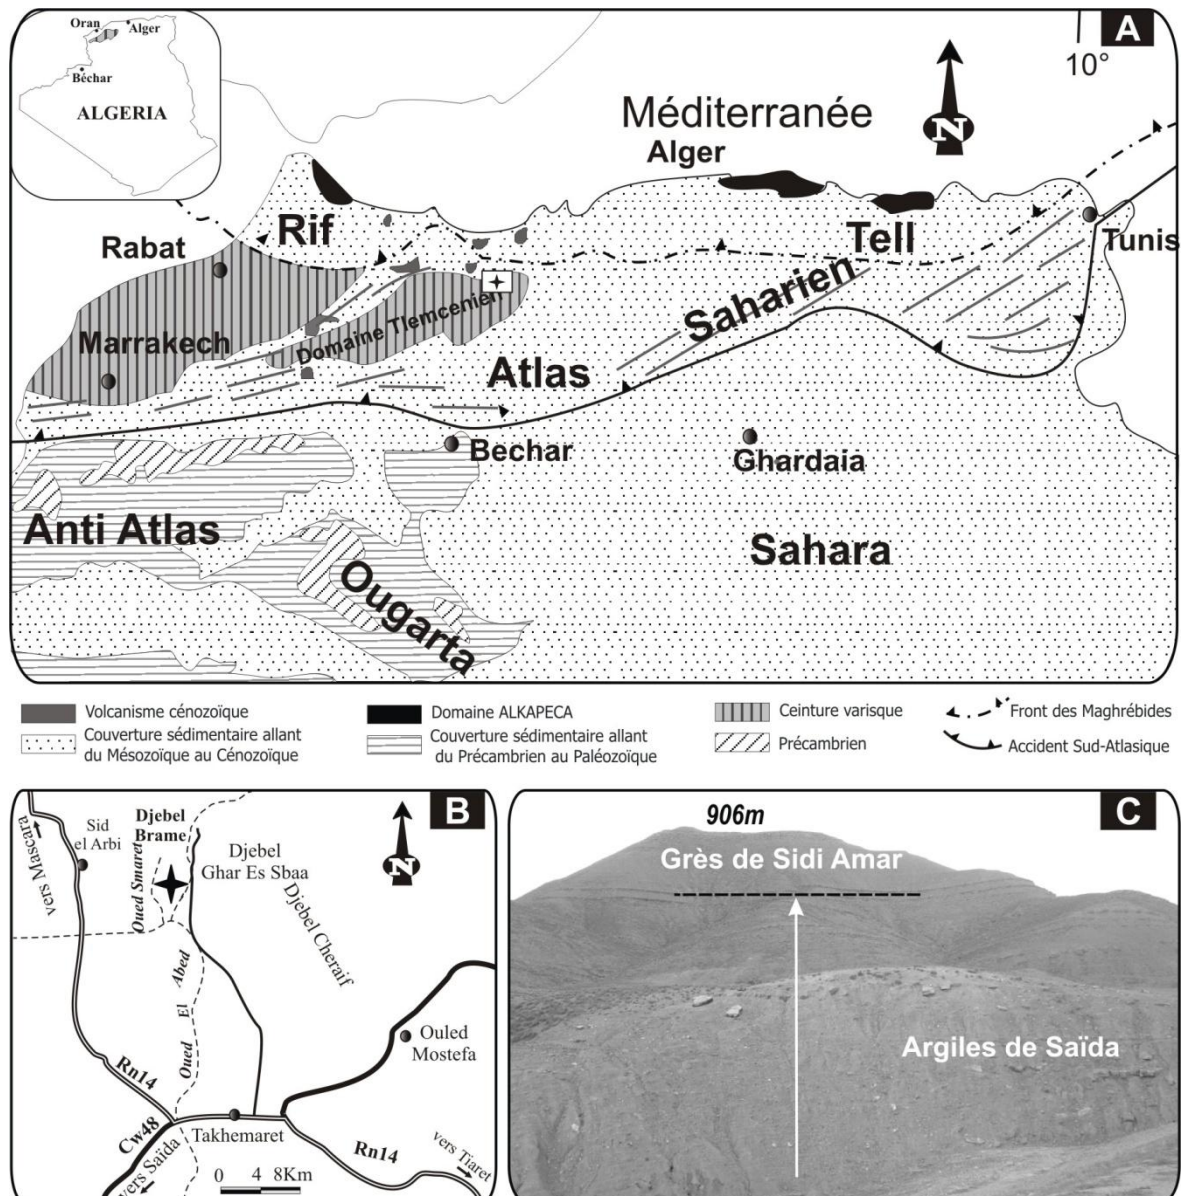 Oran
Alger
Béchar
ALGERIA
A
10°
N
Méditerranée
Alger
Rif
Tell
Rabat
Tunis
Saharien
Domaine Tlemcenien
Marrakech
Atlas
Bechar
Ghardaia
Anti Atlas
Sahara
Ougarta
Volcanisme cénozoïque
Couverture sédimentaire allant
du Mésozoïque au Cénozoïque
Domaine ALKAPECA
Couverture sédimentaire allant
du Précambrien au Paléozoïque
Ceinture varisque
Précambrien
Front des Maghrébides
Accident Sud-Atlasique
B
N
vers Mascara
Sid
el Arbi
Djebel
Brame
Oued Smaret
Djebel
Ghar Es Sbaa
Djebel Cheraif
Oued El Abed
Ouled
Mostefa
Rn14
Cw48
Takhemaret
vers Saïda
Rn14
vers Tiaret
0 4 8Km
C
906m
Grès de Sidi Amar
Argiles de Saïda